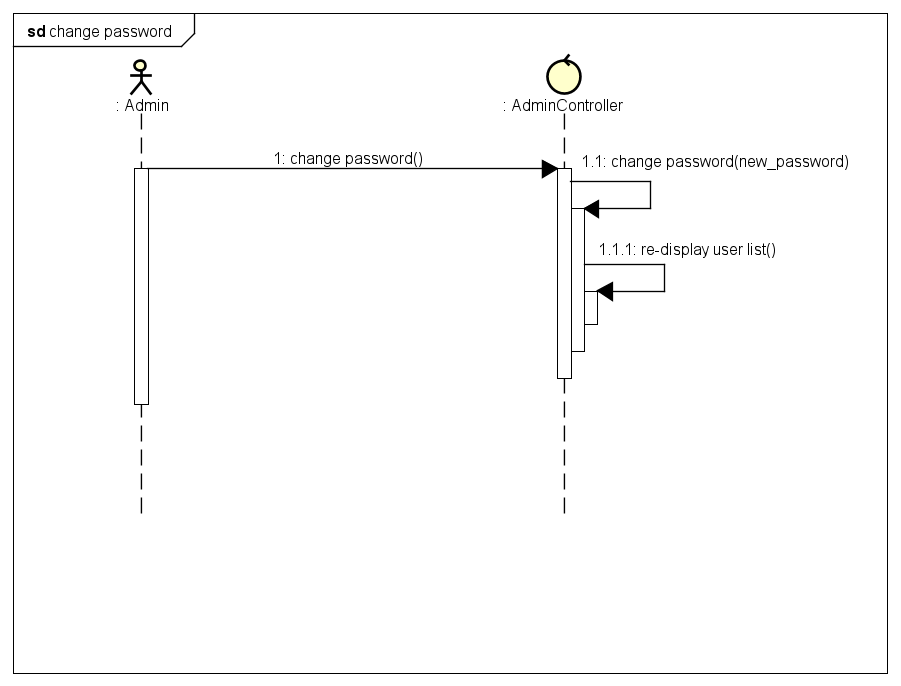 sd change password
: Admin
: AdminController
1: change password()
1.1: change password(new_password)
1.1.1: re-display user list()